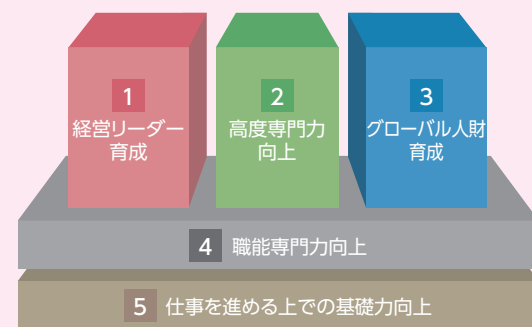 1
経営リーダー
育成
2
高度専門力
向上
3
グローバル人財
育成
4 職能専門力向上
5 仕事を進める上での基礎力向上